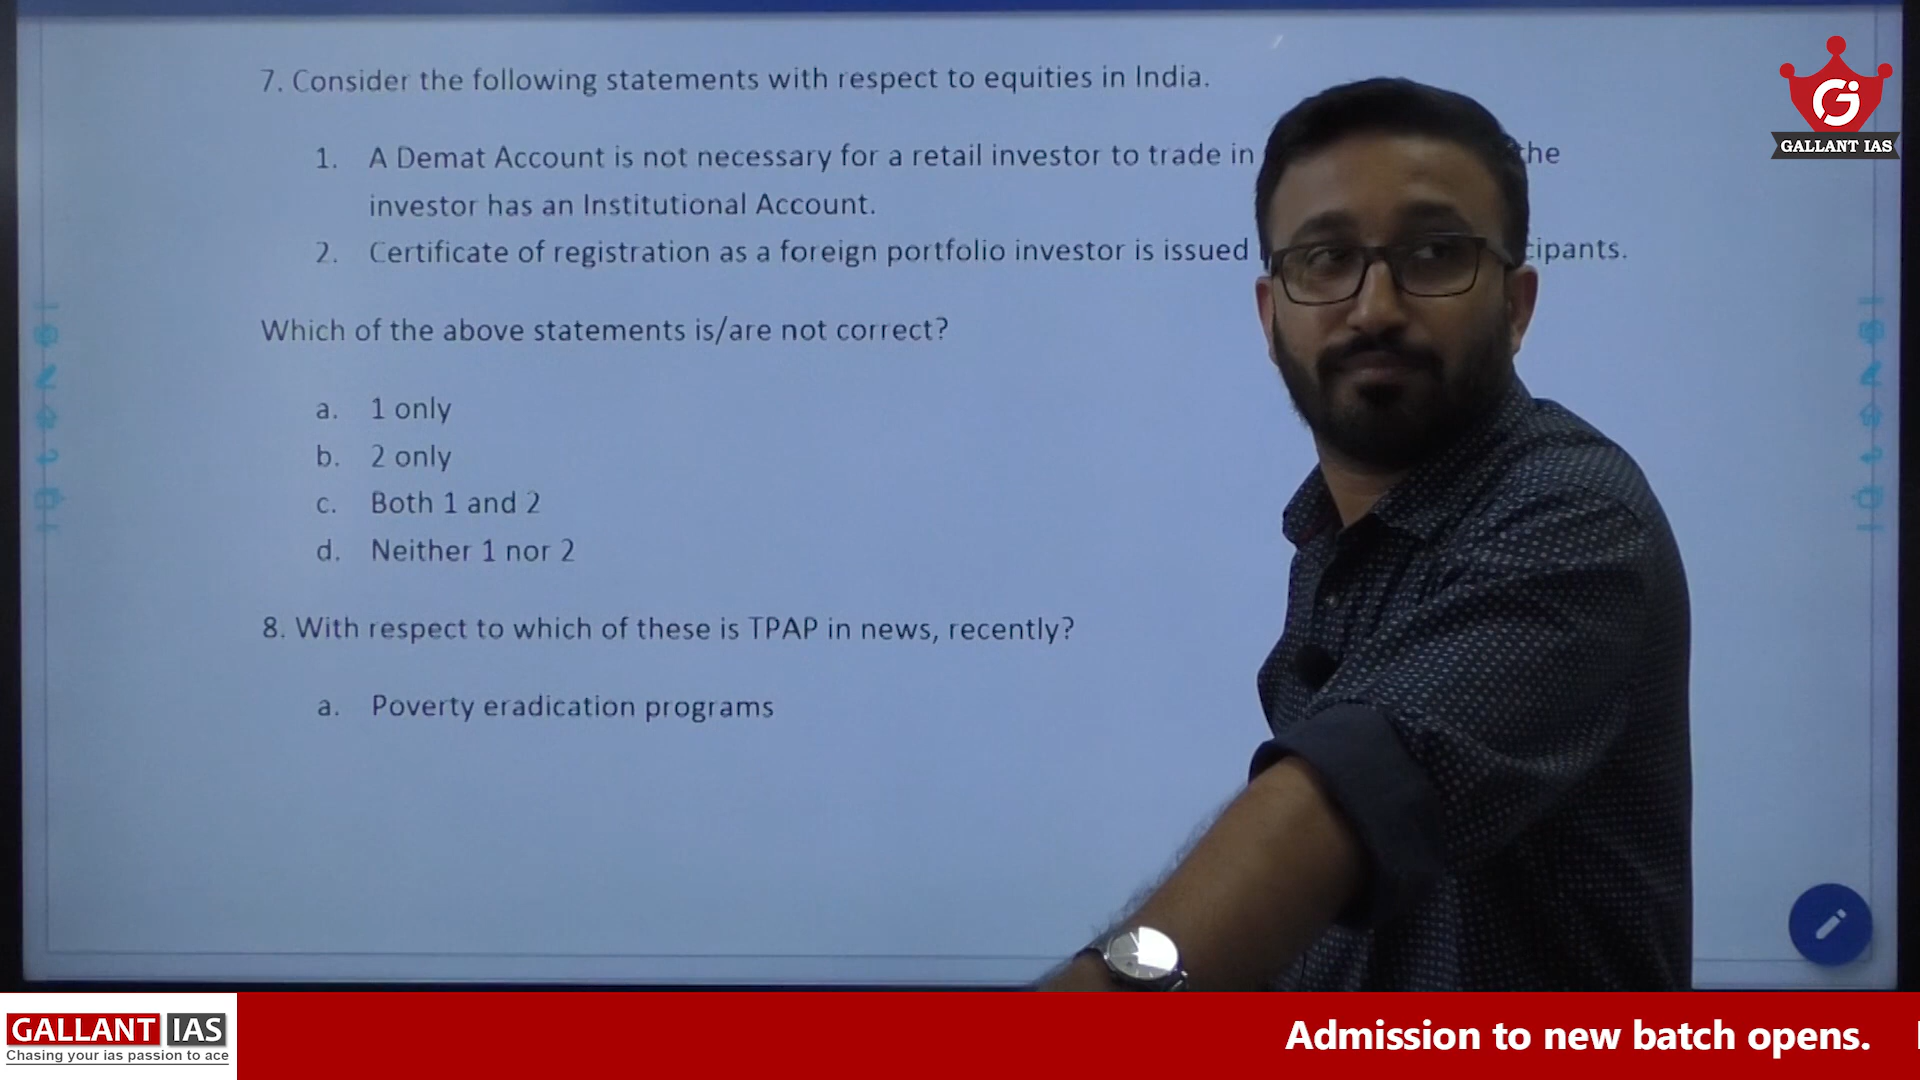 7. Consider the following statements with respect to equities in India.
GALLANT IAS
1. A Demat Account is not necessary for a retail investor to trade in the
investor has an Institutional Account.
2. Certificate of registration as a foreign portfolio investor is issued
Which of the above statements is/are not correct?
a. 1 only
b. 2 only
c. Both 1 and 2
d. Neither 1 nor 2
8. With respect to which of these is TPAP in news, recently?
a. Poverty eradication programs
GALLANT IAS
Chasing your ias passion to ace
Admission to new batch opens.